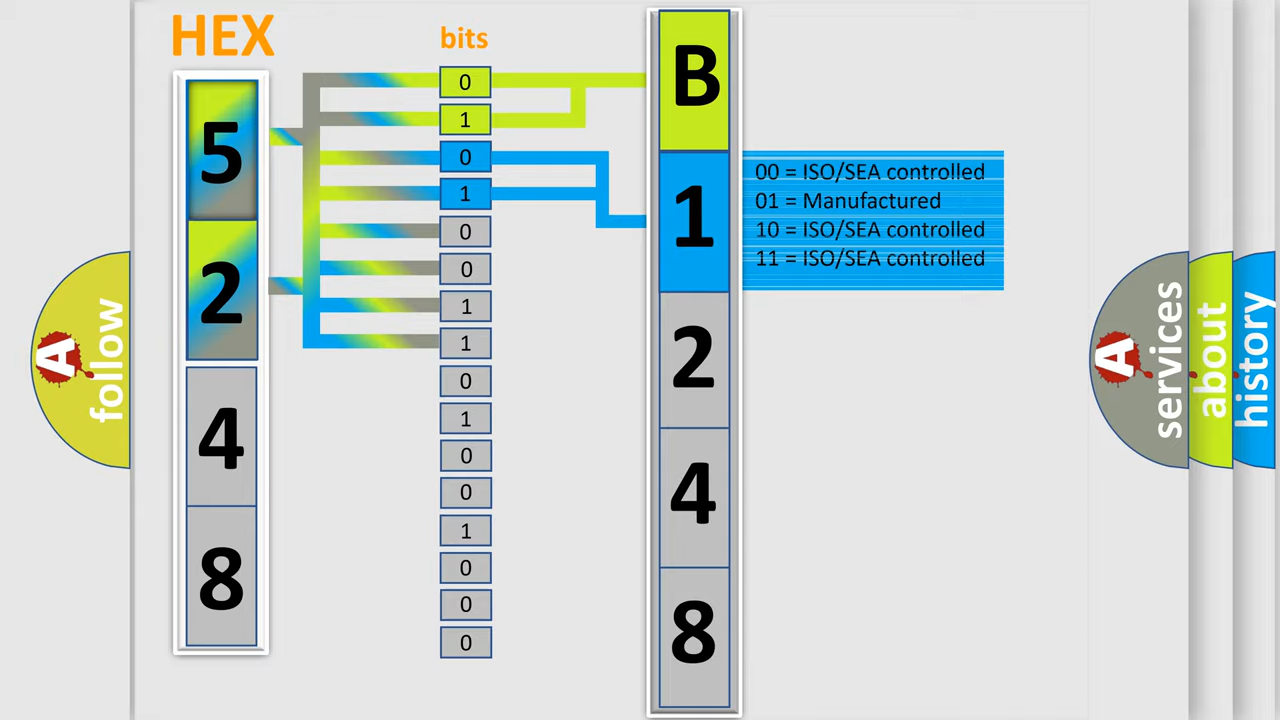 HEX
bits
5
2
4
8
0
1
0
1
0
0
1
1
0
1
0
0
1
0
0
0
B
1
2
4
8
00 = ISO/SEA controlled
01 = Manufactured
10 = ISO/SEA controlled
11 = ISO/SEA controlled
A
follow
A
services
about
history